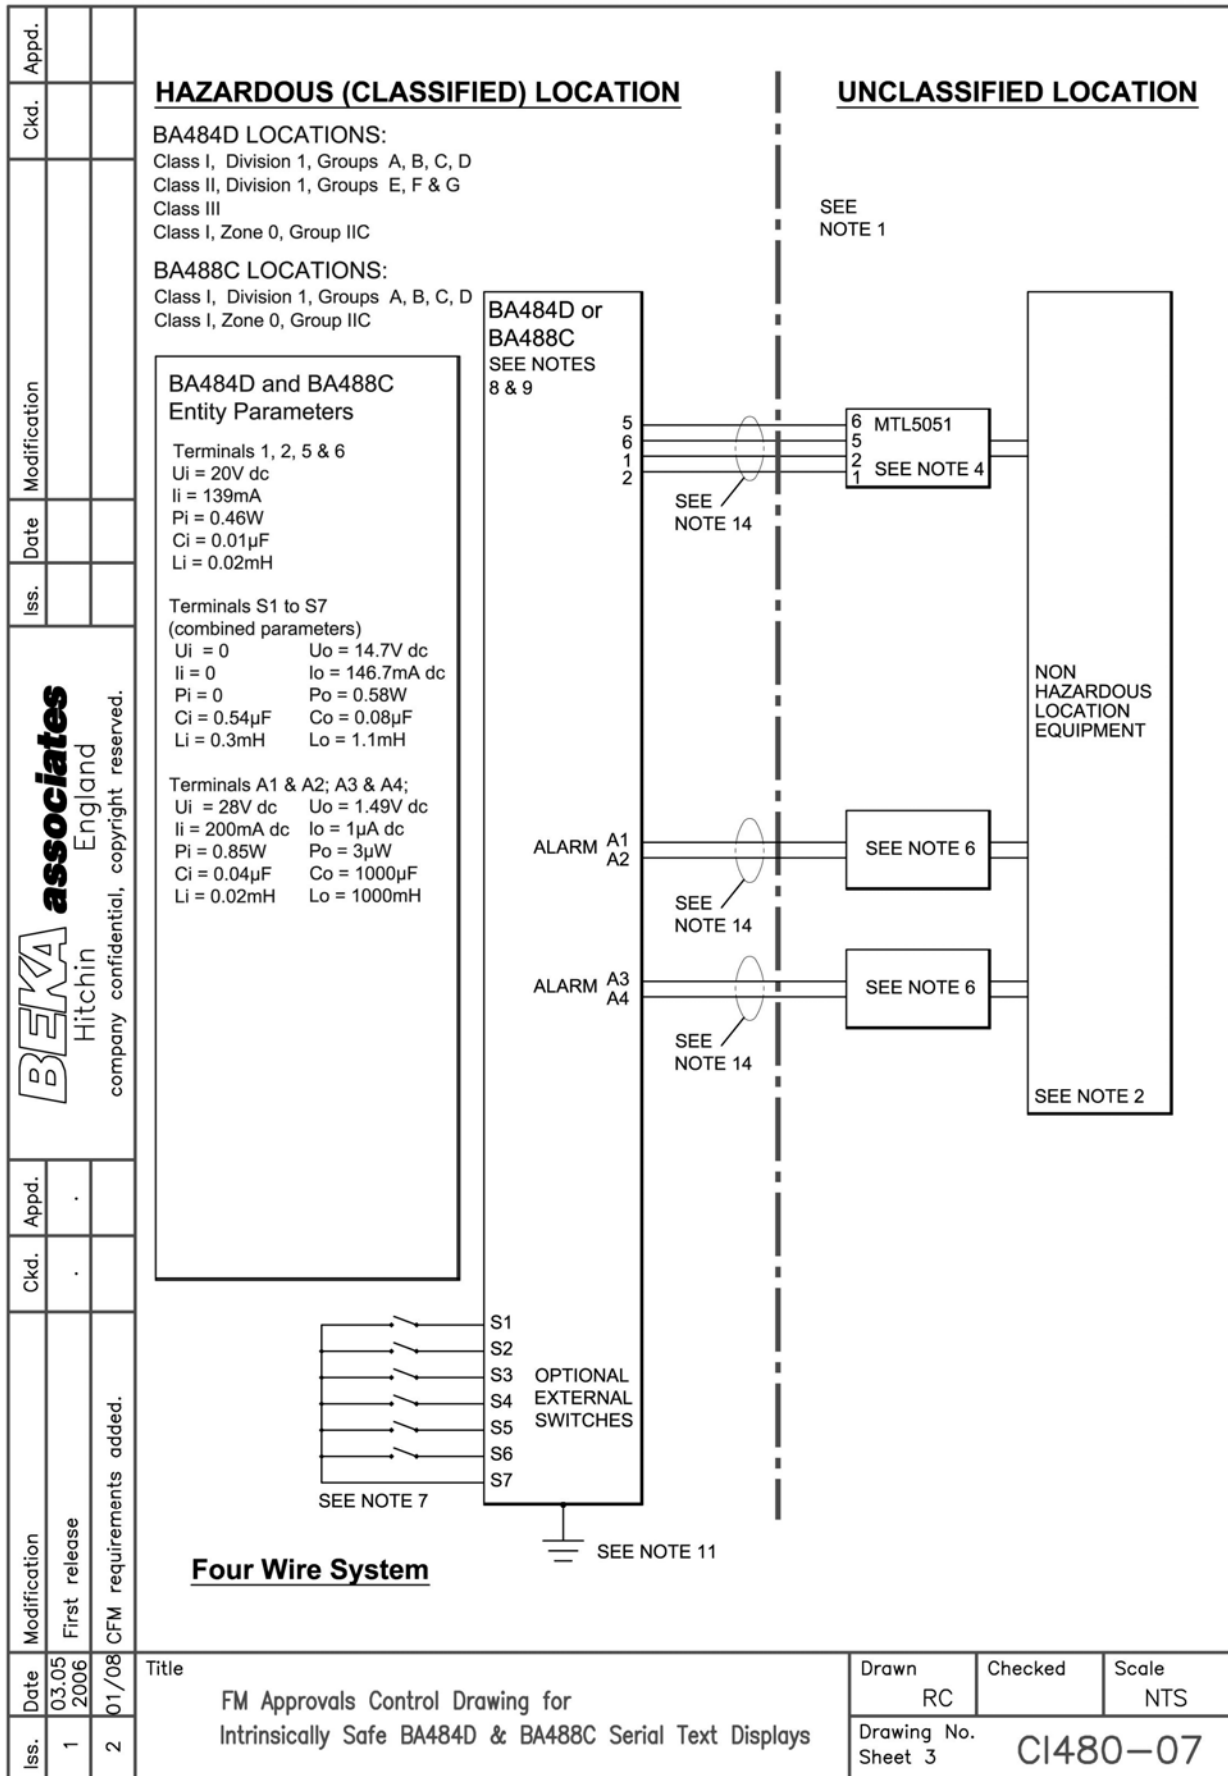 HAZARDOUS (CLASSIFIED) LOCATION
UNCLASSIFIED LOCATION
BA484D LOCATIONS:
Class I, Division 1, Groups A, B, C, D
Class II, Division 1, Groups E, F & G
Class III
Class I, Zone 0, Group IIC
BA488C LOCATIONS:
Class I, Division 1, Groups A, B, C, D
Class I, Zone 0, Group IIC
SEE
NOTE 1
BA484D and BA488C
Entity Parameters
Terminals 1, 2, 5 & 6
Ui = 20V dc
Ii = 139mA
Pi = 0.46W
Ci = 0.01µF
Li = 0.02mH
Terminals S1 to S7
(combined parameters)
Ui = 0 Uo = 14.7V dc
Ii = 0 Io = 146.7mA dc
Pi = 0 Po = 0.58W
Ci = 0.54µF Co = 0.08µF
Li = 0.3mH Lo = 1.1mH
Terminals A1 & A2; A3 & A4;
Ui = 28V dc Uo = 1.49V dc
Ii = 200mA dc Io = 1µA dc
Pi = 0.85W Po = 3µW
Ci = 0.04µF Co = 1000µF
Li = 0.02mH Lo = 1000mH
BA484D or
BA488C
SEE NOTES
8 & 9
5
6
1
2
SEE
NOTE 14
6 MTL5051
5
2 SEE NOTE 4
1
NON
HAZARDOUS
LOCATION
EQUIPMENT
SEE NOTE 2
ALARM A1
A2
SEE
NOTE 14
SEE NOTE 6
ALARM A3
A4
SEE
NOTE 14
SEE NOTE 6
S1
S2
S3
S4
S5
S6
S7
OPTIONAL
EXTERNAL
SWITCHES
SEE NOTE 7
SEE NOTE 11
Four Wire System
Title
FM Approvals Control Drawing for
Intrinsically Safe BA484D & BA488C Serial Text Displays
Drawn
RC
Checked
Scale
NTS
Drawing No.
Sheet 3
CI480-07
Iss. Date Modification Ckd. Appd.
1 03.05 2006 First release . .
2 01/08 CFM requirements added.
BEKA associates
Hitchin England
company confidential, copyright reserved.
Iss. Date Modification Ckd. Appd.